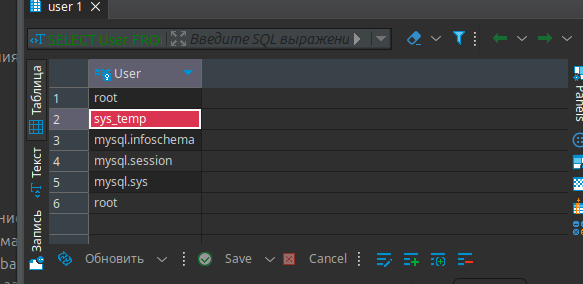 user 1
SELECT User FRO
Введите SQL выражени
User
1 root
2 sys_temp
3 mysql.infoschema
4 mysql.session
5 mysql.sys
6 root
Таблица
Текст
Запись
Panels
Обновить
Save
Cancel